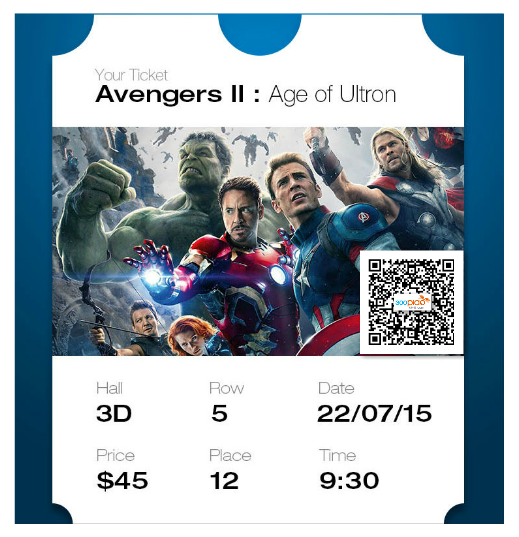 Your Ticket
Avengers II : Age of Ultron
Hall Row Date
3D 5 22/07/15
Price Place Time
$45 12 9:30